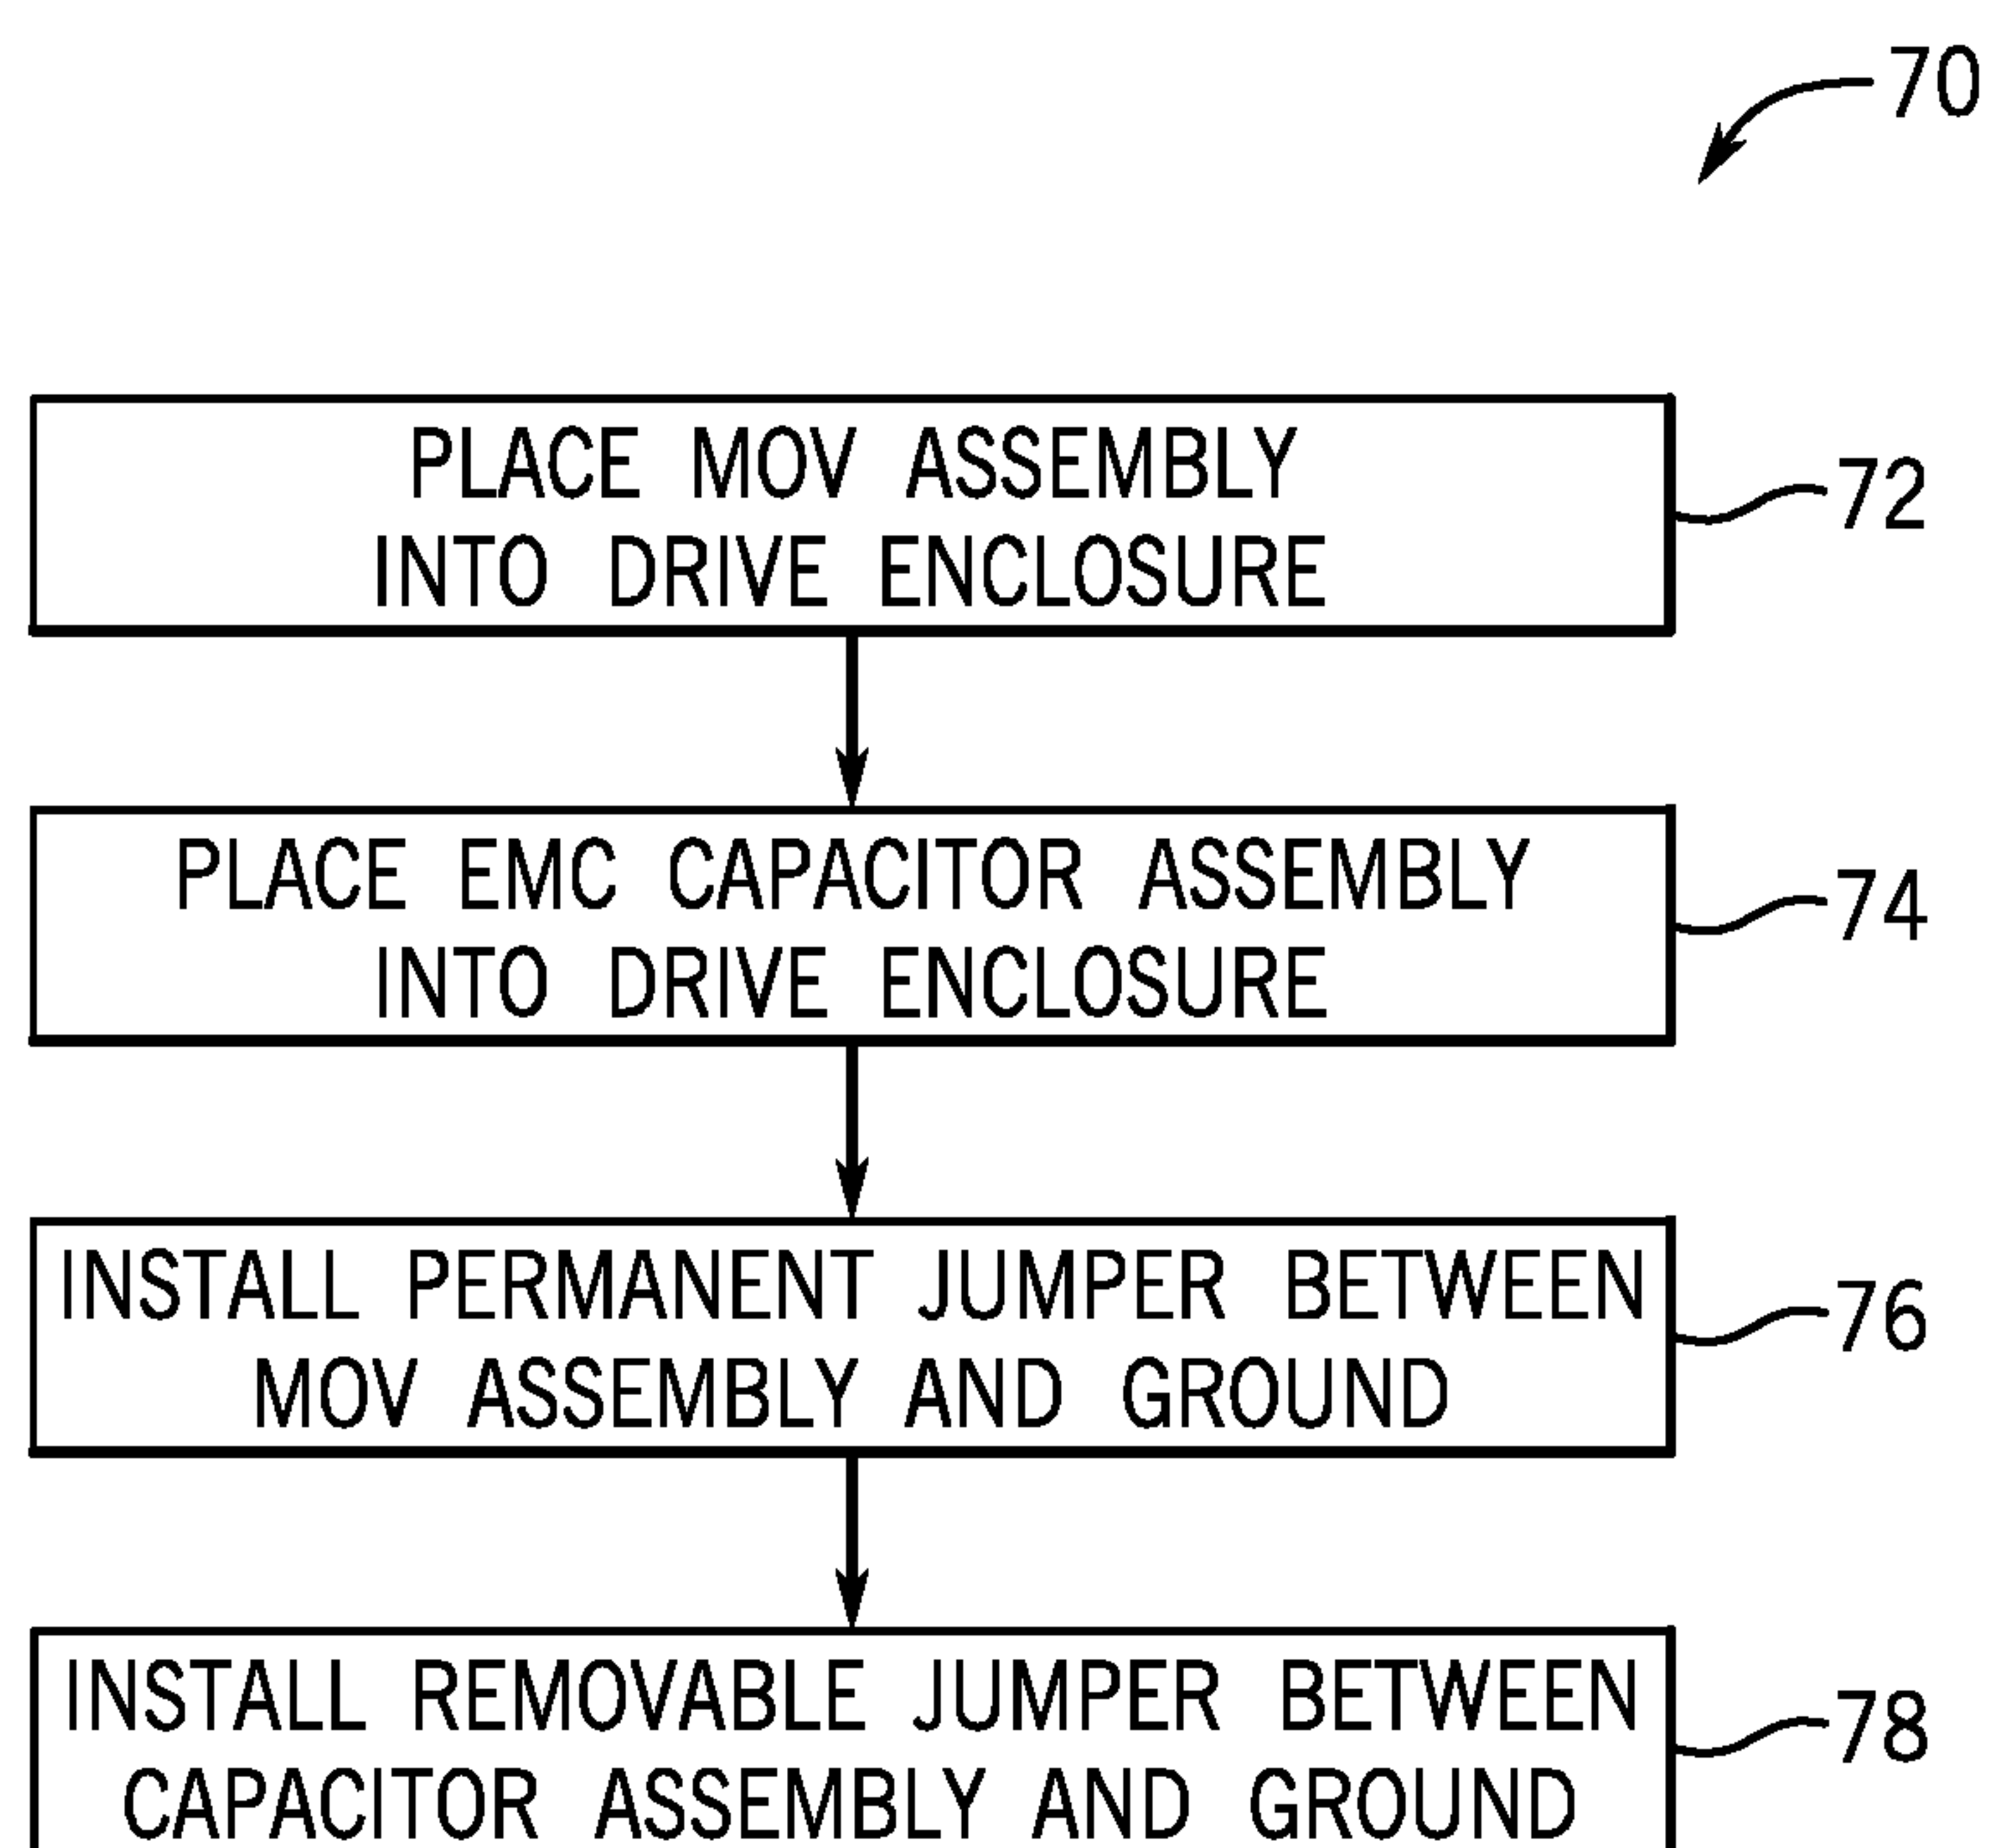 70
PLACE MOV ASSEMBLY
INTO DRIVE ENCLOSURE
72
PLACE EMC CAPACITOR ASSEMBLY
INTO DRIVE ENCLOSURE
74
INSTALL PERMANENT JUMPER BETWEEN
MOV ASSEMBLY AND GROUND
76
INSTALL REMOVABLE JUMPER BETWEEN
CAPACITOR ASSEMBLY AND GROUND
78